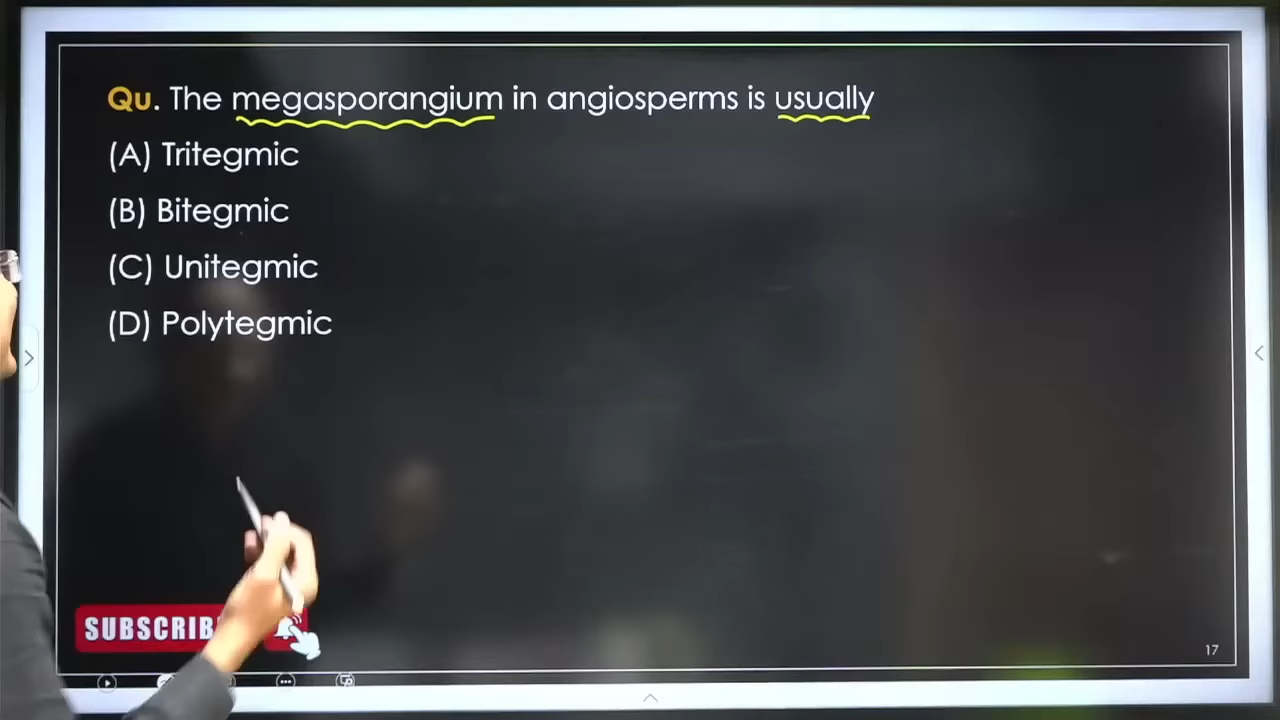 Qu. The megasporangium in angiosperms is usually
(A) Tritegmic
(B) Bitegmic
(C) Unitegmic
(D) Polytegmic
SUBSCRIB
17